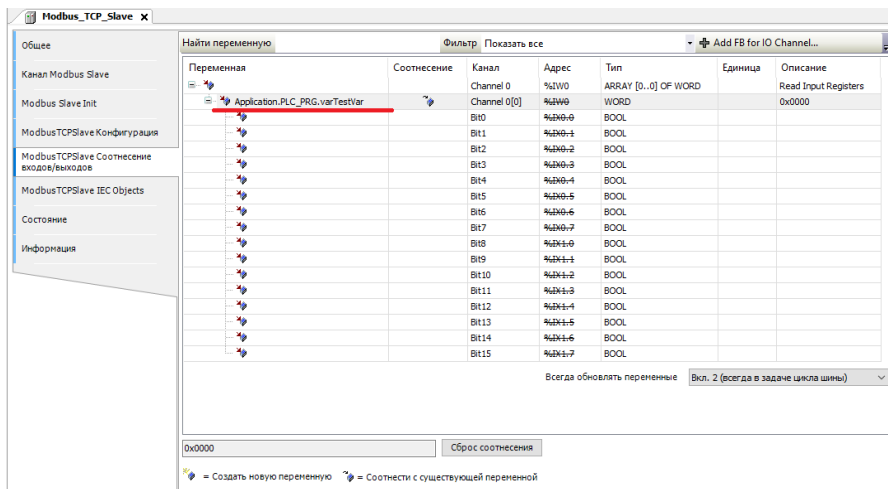 Modbus_TCP_Slave X
Общее
Канал Modbus Slave
Modbus Slave Init
ModbusTCPSlave Конфигурация
ModbusTCPSlave Соотнесение
входов/выходов
ModbusTCPSlave IEC Objects
Состояние
Информация
Найти переменную Фильтр Показать все Add FB for IO Channel...
Переменная Соотнесение Канал Адрес Тип Единица Описание
Channel 0 %IW0 ARRAY [0..0] OF WORD Read Input Registers
Application.PLC_PRG.varTestVar Channel 0[0] %IW0 WORD 0x0000
Bit0 %IX0.0 BOOL
Bit1 %IX0.1 BOOL
Bit2 %IX0.2 BOOL
Bit3 %IX0.3 BOOL
Bit4 %IX0.4 BOOL
Bit5 %IX0.5 BOOL
Bit6 %IX0.6 BOOL
Bit7 %IX0.7 BOOL
Bit8 %IX1.0 BOOL
Bit9 %IX1.1 BOOL
Bit10 %IX1.2 BOOL
Bit11 %IX1.3 BOOL
Bit12 %IX1.4 BOOL
Bit13 %IX1.5 BOOL
Bit14 %IX1.6 BOOL
Bit15 %IX1.7 BOOL
Всегда обновлять переменные Вкл. 2 (всегда в задаче цикла шины)
0x0000 Сброс соотнесения
= Создать новую переменную = Соотнести с существующей переменной